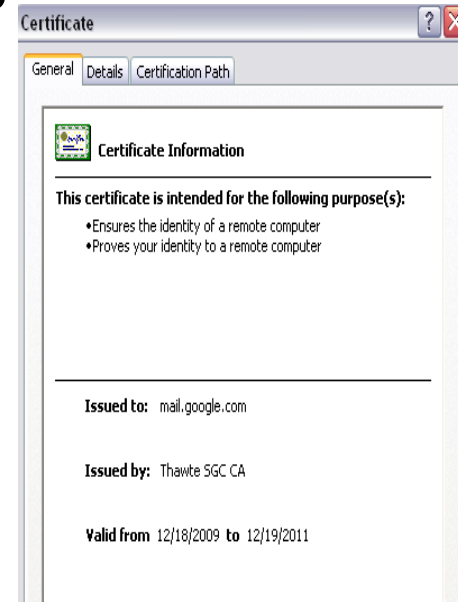 Certificate
General Details Certification Path
Certificate Information
This certificate is intended for the following purpose(s):
•Ensures the identity of a remote computer
•Proves your identity to a remote computer
Issued to: mail.google.com
Issued by: Thawte SGC CA
Valid from 12/18/2009 to 12/19/2011